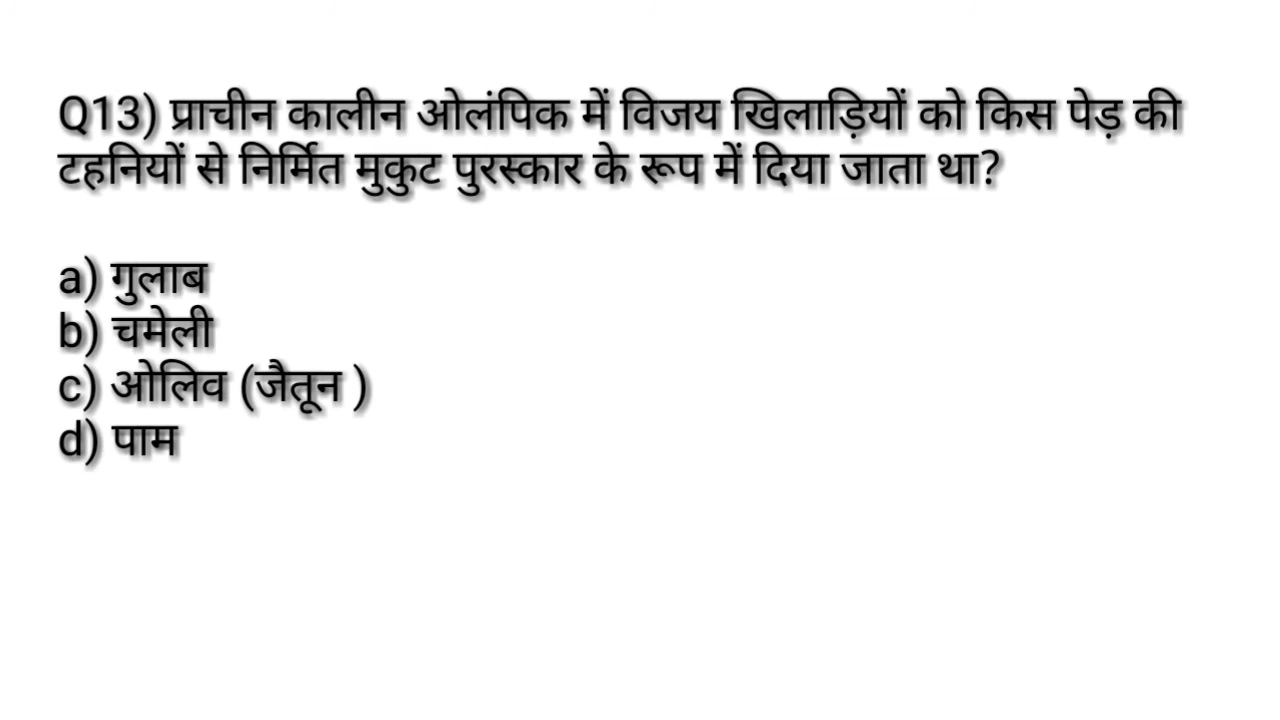 Q13) प्राचीन कालीन ओलंपिक में विजय खिलाड़ियों को किस पेड़ की
टहनियों से निर्मित मुकुट पुरस्कार के रूप में दिया जाता था?
a) गुलाब
b) चमेली
c) ओलिव (जैतून )
d) पाम